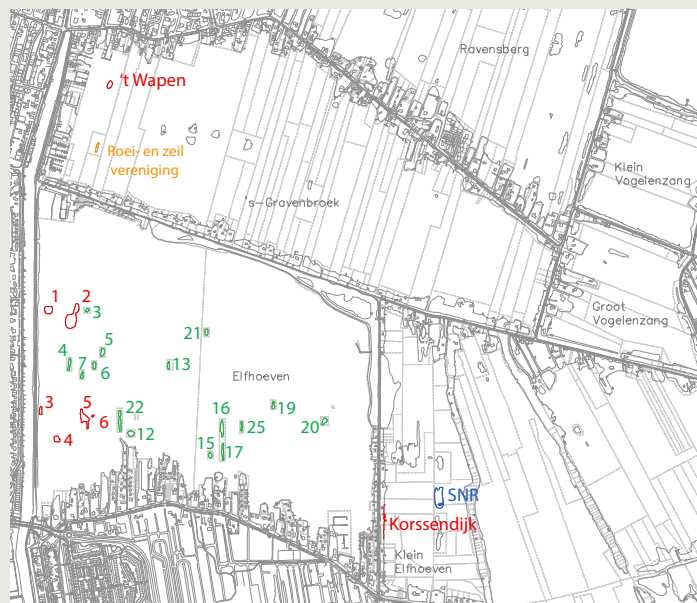 Ravensberg
't Wapen
Roei- en zeil
vereniging
Klein
Vogelenzang
's-Gravenbroek
1
2
3
Groot
Vogelenzang
21
4
5
7
6
13
Elfhoeven
3
5
6
4
22
12
16
19
25
20
15
17
SNR
Korssendijk
Klein
Elfhoeven